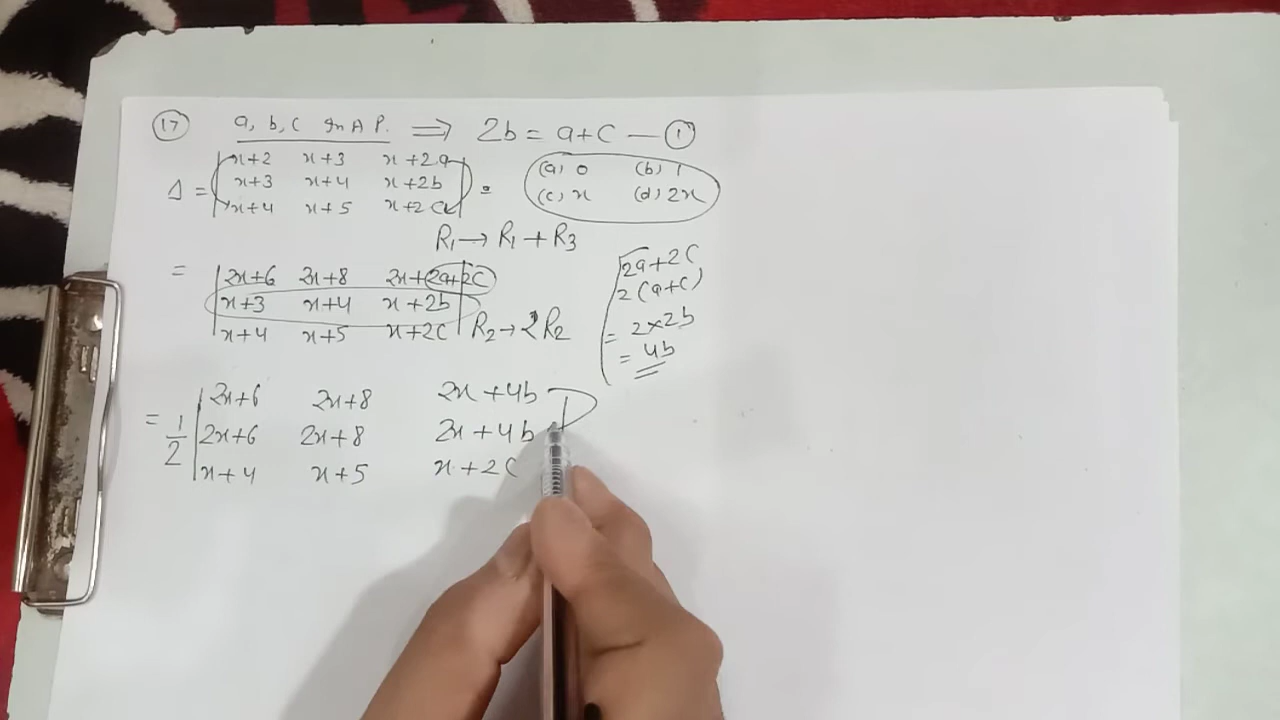 (17) a, b, C In A P. ⟹ 2b = a+C — (1)
x+2 x+3 x+2a
Δ = x+3 x+4 x+2b = (a) 0 (b) 1
x+4 x+5 x+2C (c) x (d) 2x
R1→ R1 + R3
= 2x+6 2x+8 2x+2a+2C
x+3 x+4 x+2b
x+4 x+5 x+2C R2→ 2R2
2a+2C
2(a+c)
= 2×2b
= 4b
2x+6 2x+8 2x+4b
= 1/2 2x+6 2x+8 2x+4b
x+4 x+5 x+2C